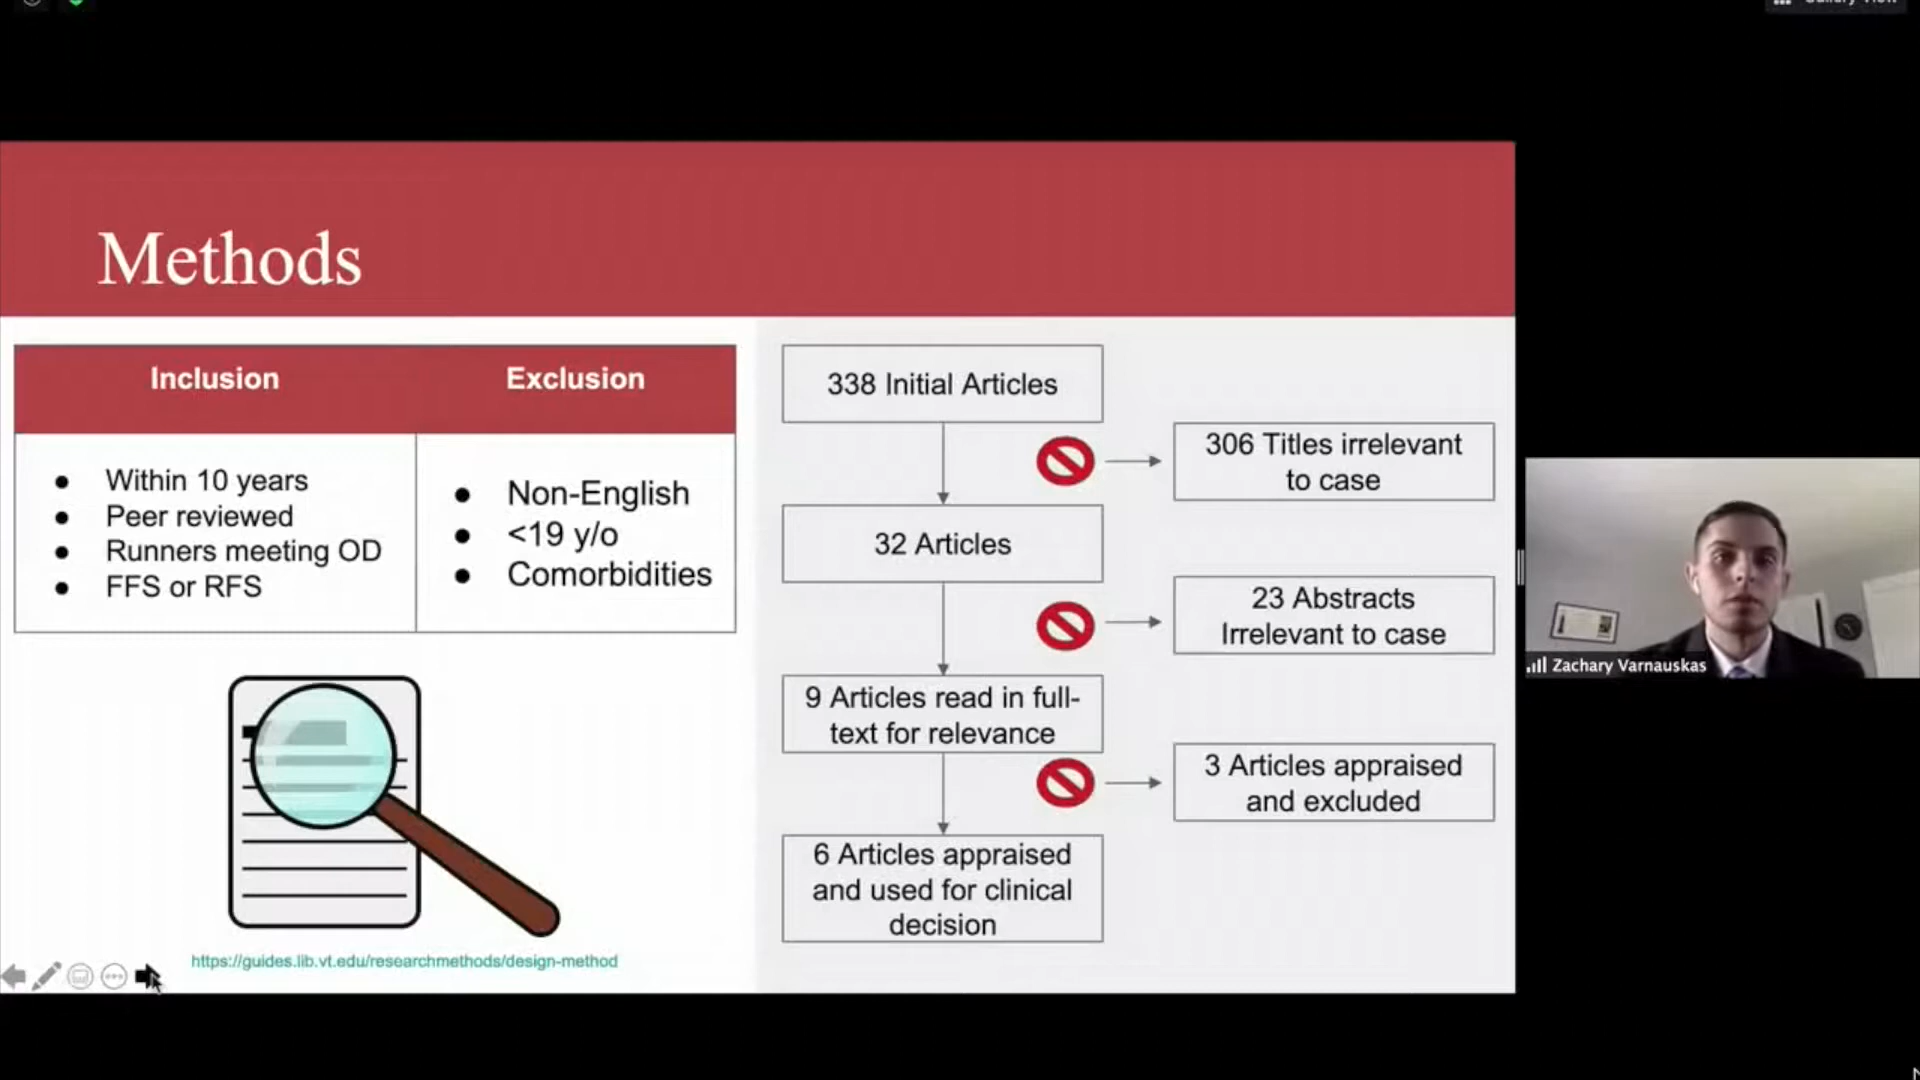 Gallery View
Methods
Inclusion
Exclusion
Within 10 years
Peer reviewed
Runners meeting OD
FFS or RFS
Non-English
<19 y/o
Comorbidities
https://guides.lib.vt.edu/researchmethods/design-method
338 Initial Articles
306 Titles irrelevant
to case
32 Articles
23 Abstracts
Irrelevant to case
9 Articles read in full-
text for relevance
3 Articles appraised
and excluded
6 Articles appraised
and used for clinical
decision
Zachary Varnauskas